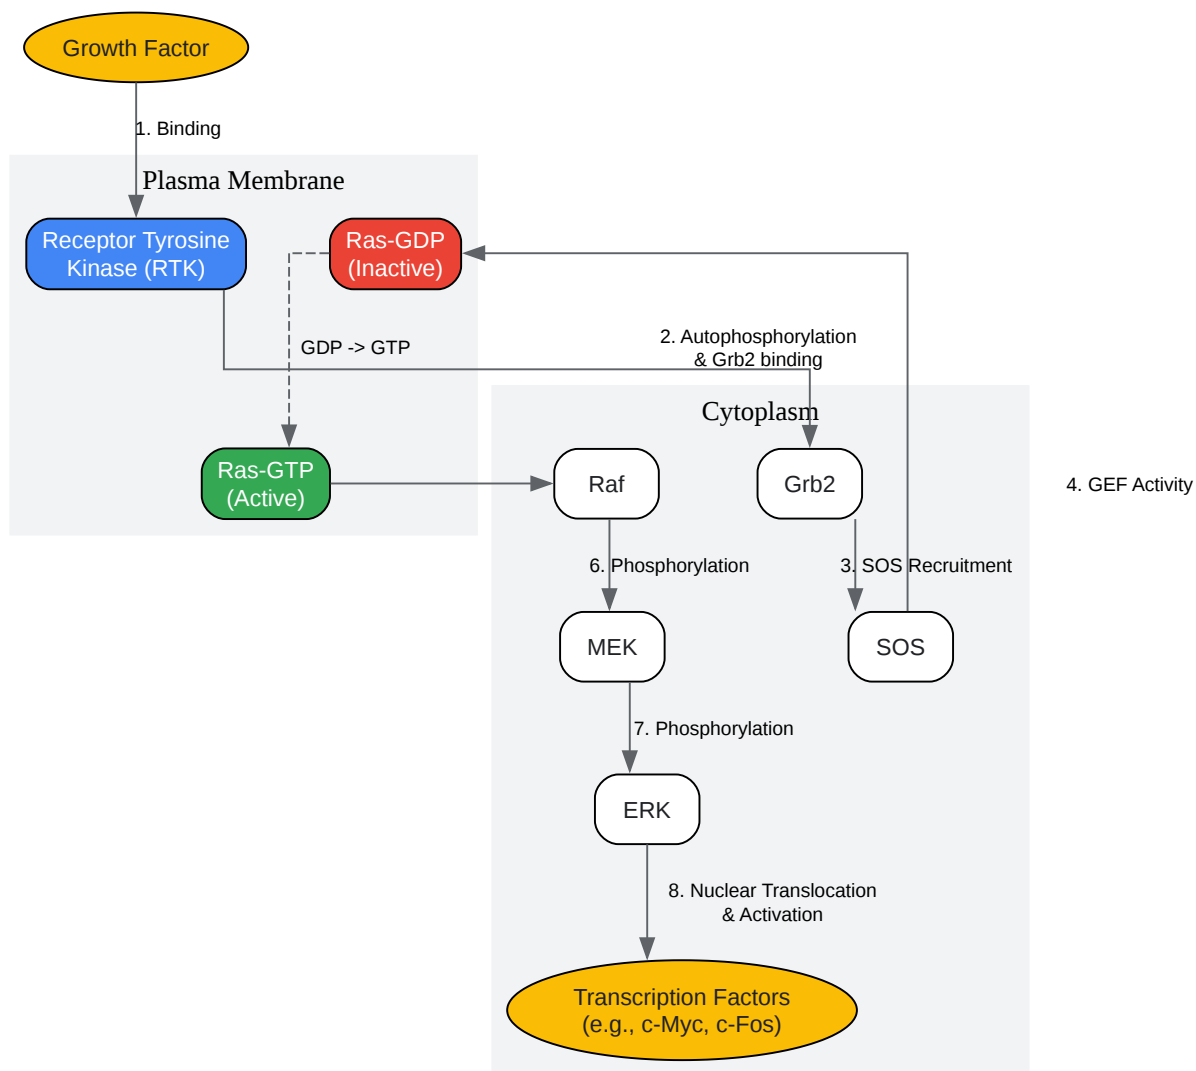 Growth Factor
1. Binding
Plasma Membrane
Receptor Tyrosine
Kinase (RTK)
Ras-GDP
(Inactive)
GDP -> GTP
2. Autophosphorylation
& Grb2 binding
Cytoplasm
Ras-GTP
(Active)
Raf
Grb2
4. GEF Activity
6. Phosphorylation
3. SOS Recruitment
MEK
SOS
7. Phosphorylation
ERK
8. Nuclear Translocation
& Activation
Transcription Factors
(e.g., c-Myc, c-Fos)